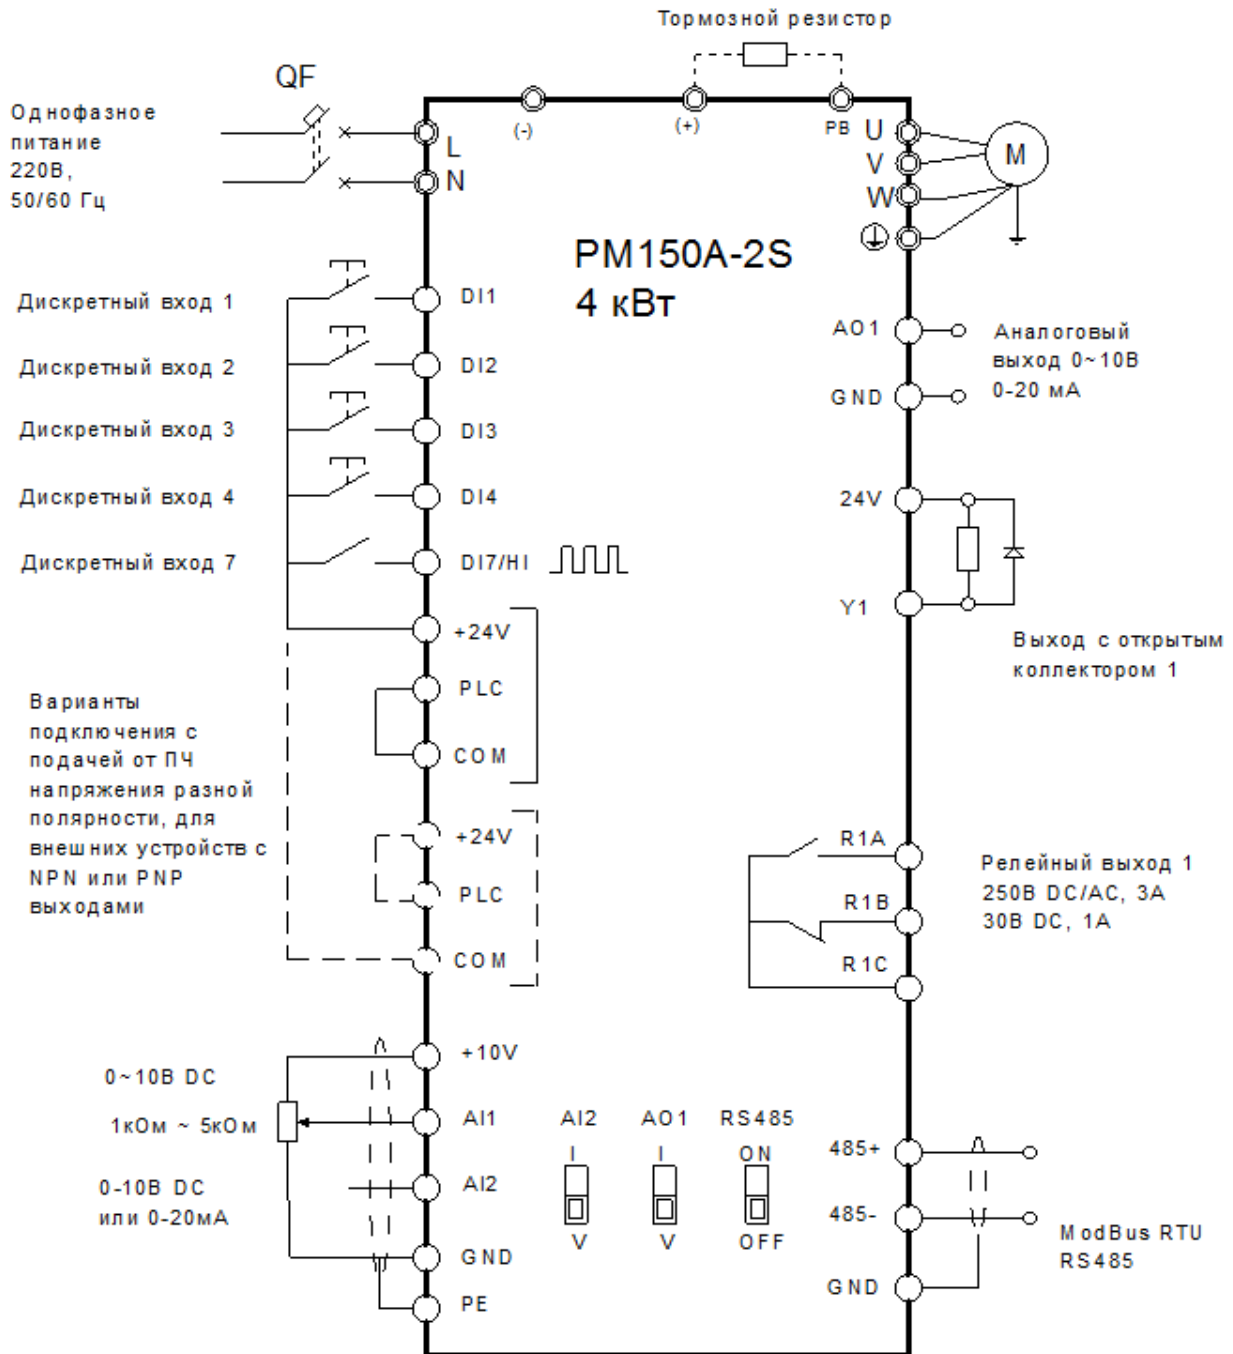 Тормозной резистор
QF
Однофазное
питание
220В,
50/60 Гц
(-)
(+)
PB
U
V
W
L
N
M
PM150A-2S
4 кВт
Дискретный вход 1
DI1
Дискретный вход 2
DI2
Дискретный вход 3
DI3
Дискретный вход 4
DI4
Дискретный вход 7
DI7/HI
+24V
PLC
COM
Варианты
подключения с
подачей от ПЧ
напряжения разной
полярности, для
внешних устройств с
NPN или PNP
выходами
+24V
PLC
COM
AO1
GND
Аналоговый
выход 0~10В
0-20 мА
24V
Y1
Выход с открытым
коллектором 1
R1A
R1B
R1C
Релейный выход 1
250В DC/AC, 3А
30В DC, 1А
+10V
0~10В DC
1кОм ~ 5кОм
AI1
0-10В DC
или 0-20мА
AI2
GND
PE
AI2
I
V
AO1
I
V
RS485
ON
OFF
485+
485-
GND
ModBus RTU
RS485